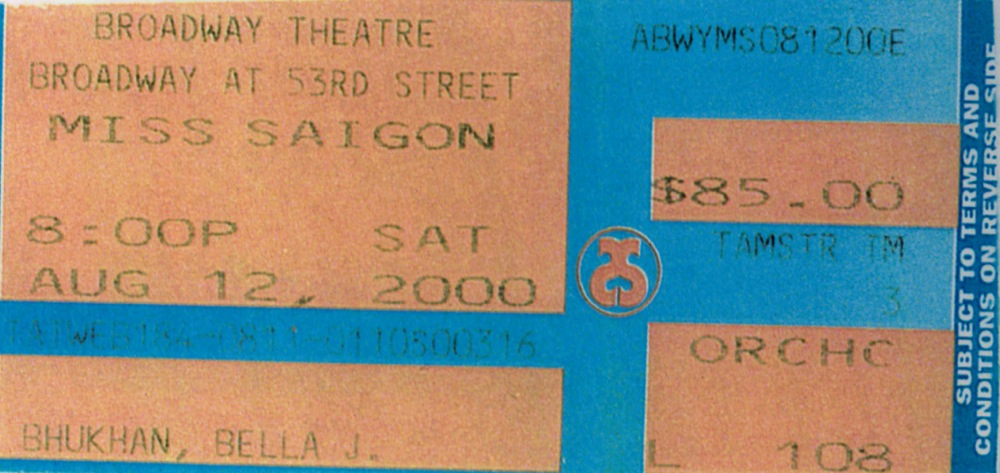 BROADWAY THEATRE
BROADWAY AT 53RD STREET
MISS SAIGON
8:00P SAT
AUG 12, 2000
BHUKHAN, BELLA J.
ABWYMS081200E
$85.00
TAMSTR TM
3
ORCHC
L 108
SUBJECT TO TERMS AND
CONDITIONS ON REVERSE SIDE